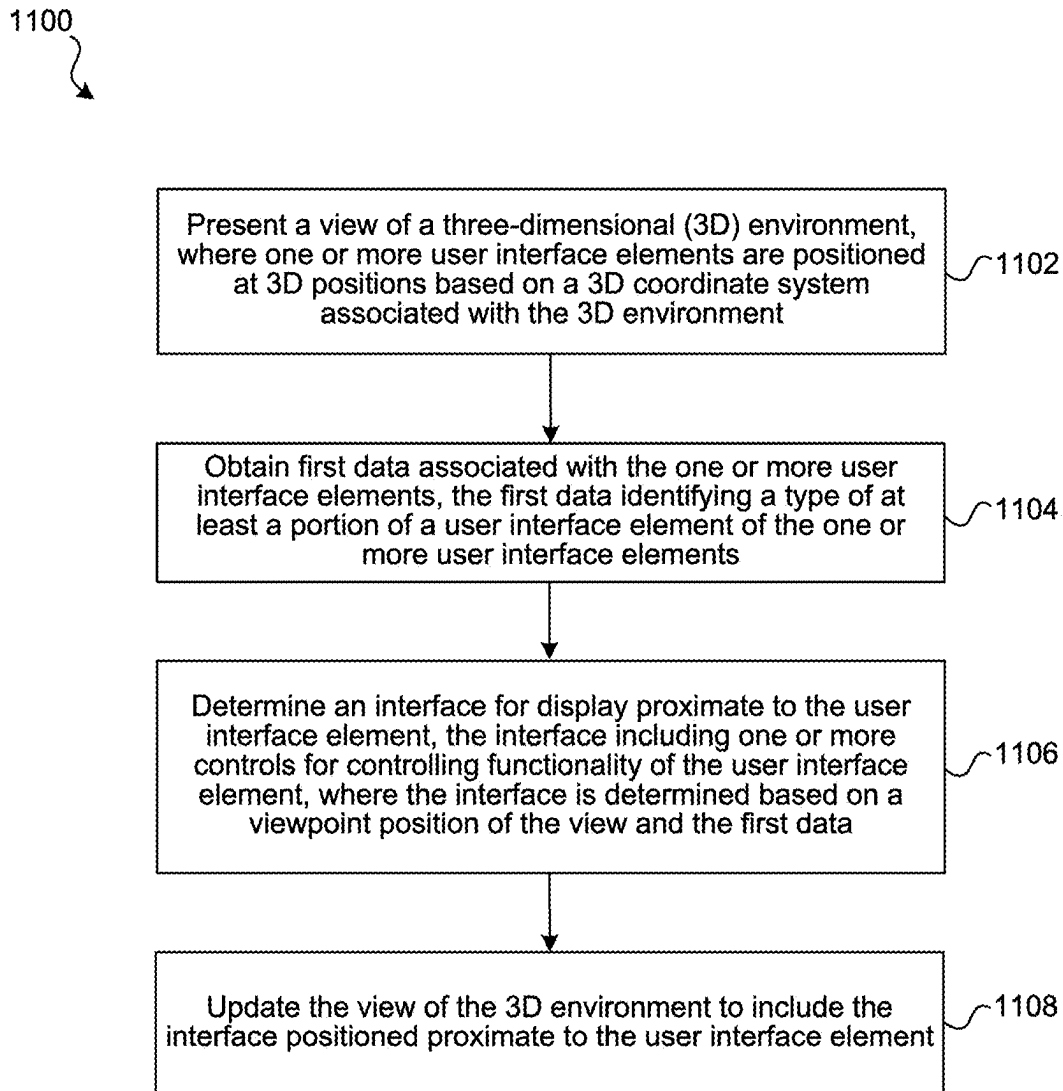 1100
Present a view of a three-dimensional (3D) environment,
where one or more user interface elements are positioned
at 3D positions based on a 3D coordinate system
associated with the 3D environment
1102
Obtain first data associated with the one or more user
interface elements, the first data identifying a type of at
least a portion of a user interface element of the one or
more user interface elements
1104
Determine an interface for display proximate to the user
interface element, the interface including one or more
controls for controlling functionality of the user interface
element, where the interface is determined based on a
viewpoint position of the view and the first data
1106
Update the view of the 3D environment to include the
interface positioned proximate to the user interface element
1108